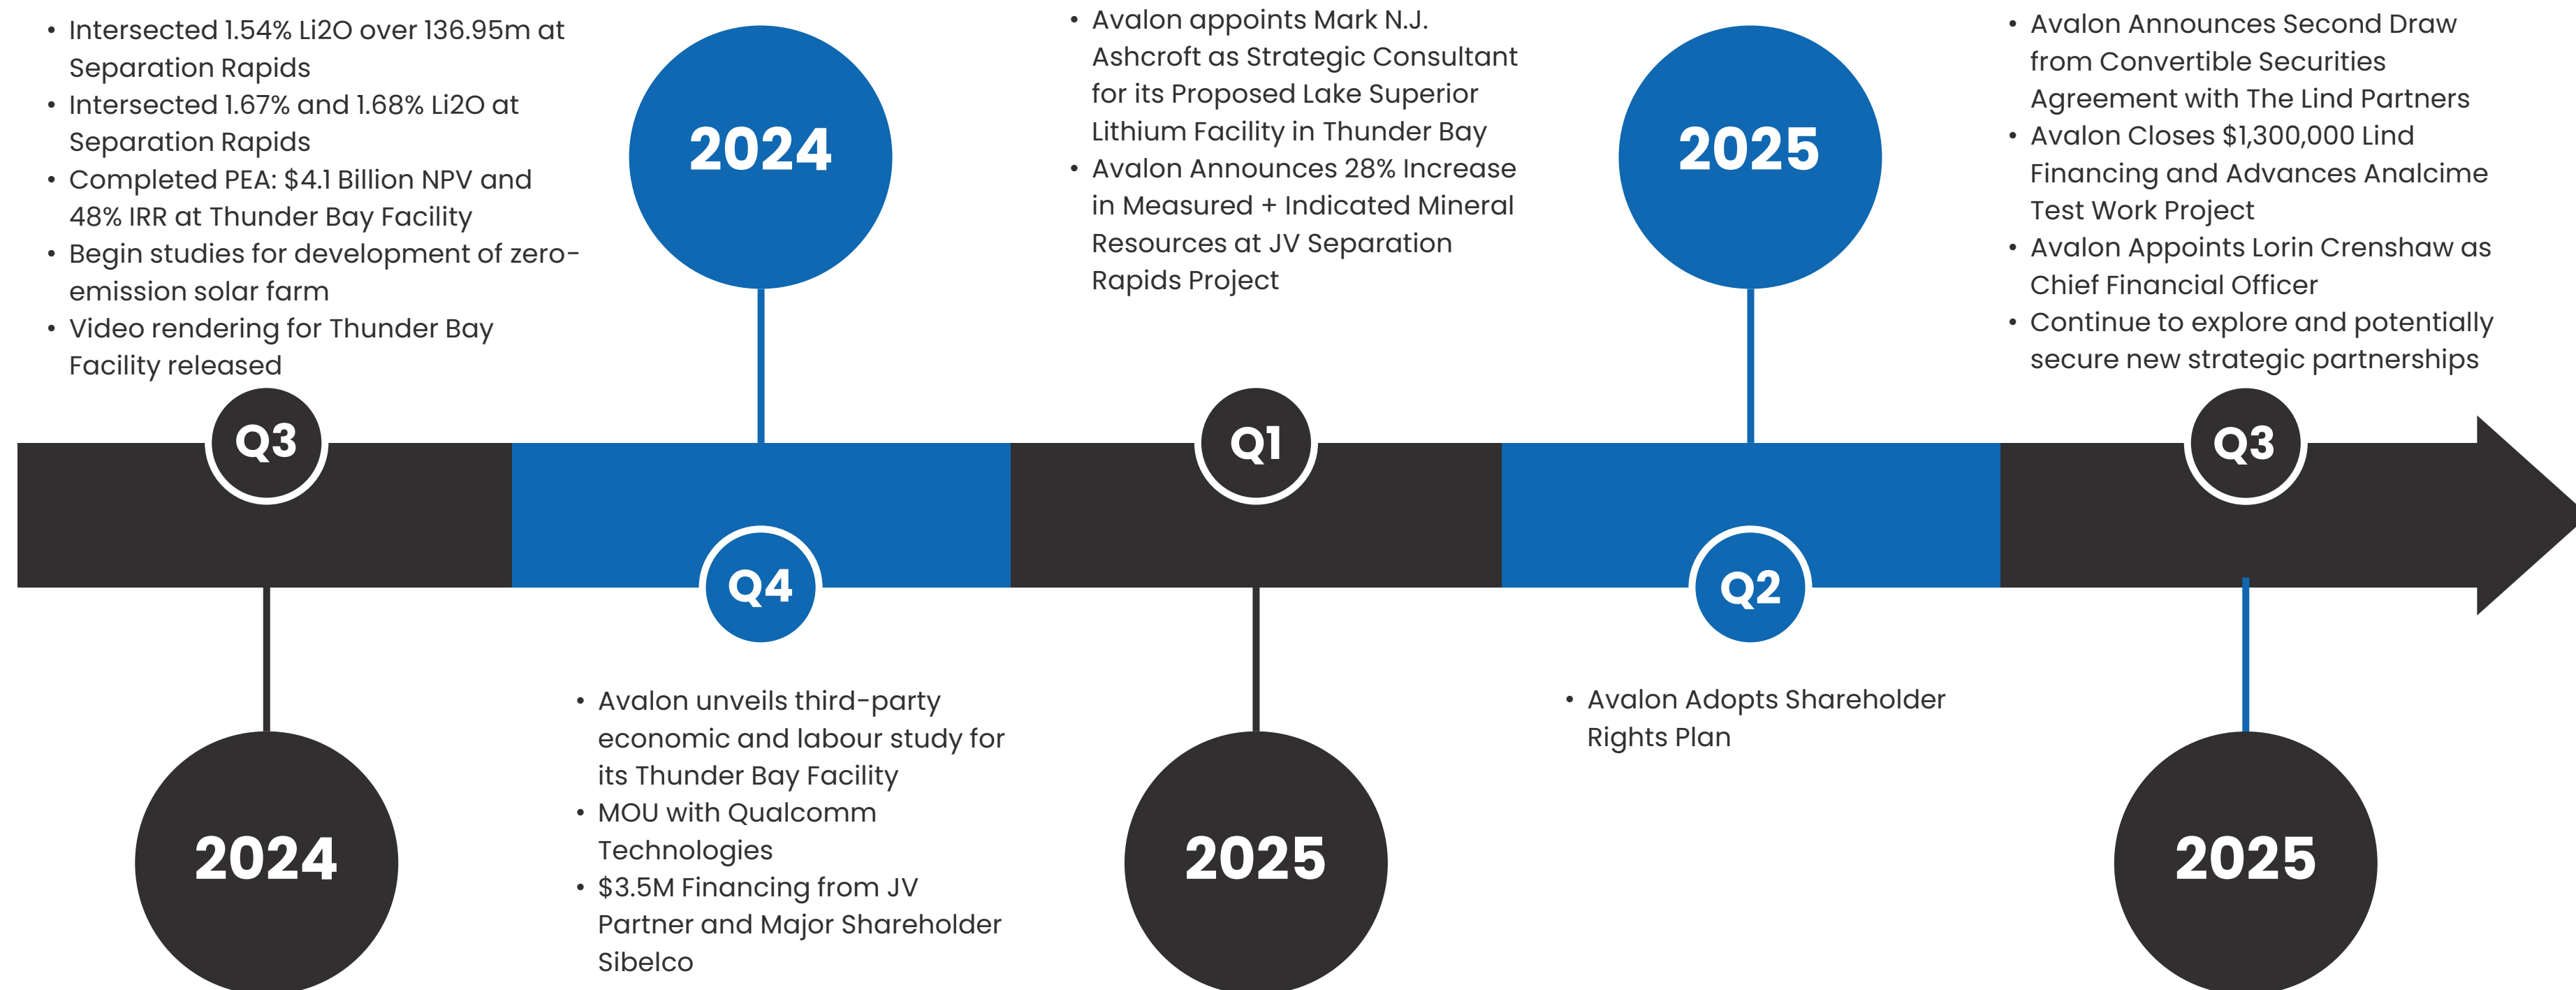 • Intersected 1.54% Li2O over 136.95m at
Separation Rapids
• Intersected 1.67% and 1.68% Li2O at
Separation Rapids
• Completed PEA: $4.1 Billion NPV and
48% IRR at Thunder Bay Facility
• Begin studies for development of zero-
emission solar farm
• Video rendering for Thunder Bay
Facility released
Q3
2024
2024
Q4
• Avalon unveils third-party
economic and labour study for
its Thunder Bay Facility
• MOU with Qualcomm
Technologies
• $3.5M Financing from JV
Partner and Major Shareholder
Sibelco
• Avalon appoints Mark N.J.
Ashcroft as Strategic Consultant
for its Proposed Lake Superior
Lithium Facility in Thunder Bay
• Avalon Announces 28% Increase
in Measured + Indicated Mineral
Resources at JV Separation
Rapids Project
Q1
2025
2025
Q2
• Avalon Adopts Shareholder
Rights Plan
• Avalon Announces Second Draw
from Convertible Securities
Agreement with The Lind Partners
• Avalon Closes $1,300,000 Lind
Financing and Advances Analcime
Test Work Project
• Avalon Appoints Lorin Crenshaw as
Chief Financial Officer
• Continue to explore and potentially
secure new strategic partnerships
Q3
2025